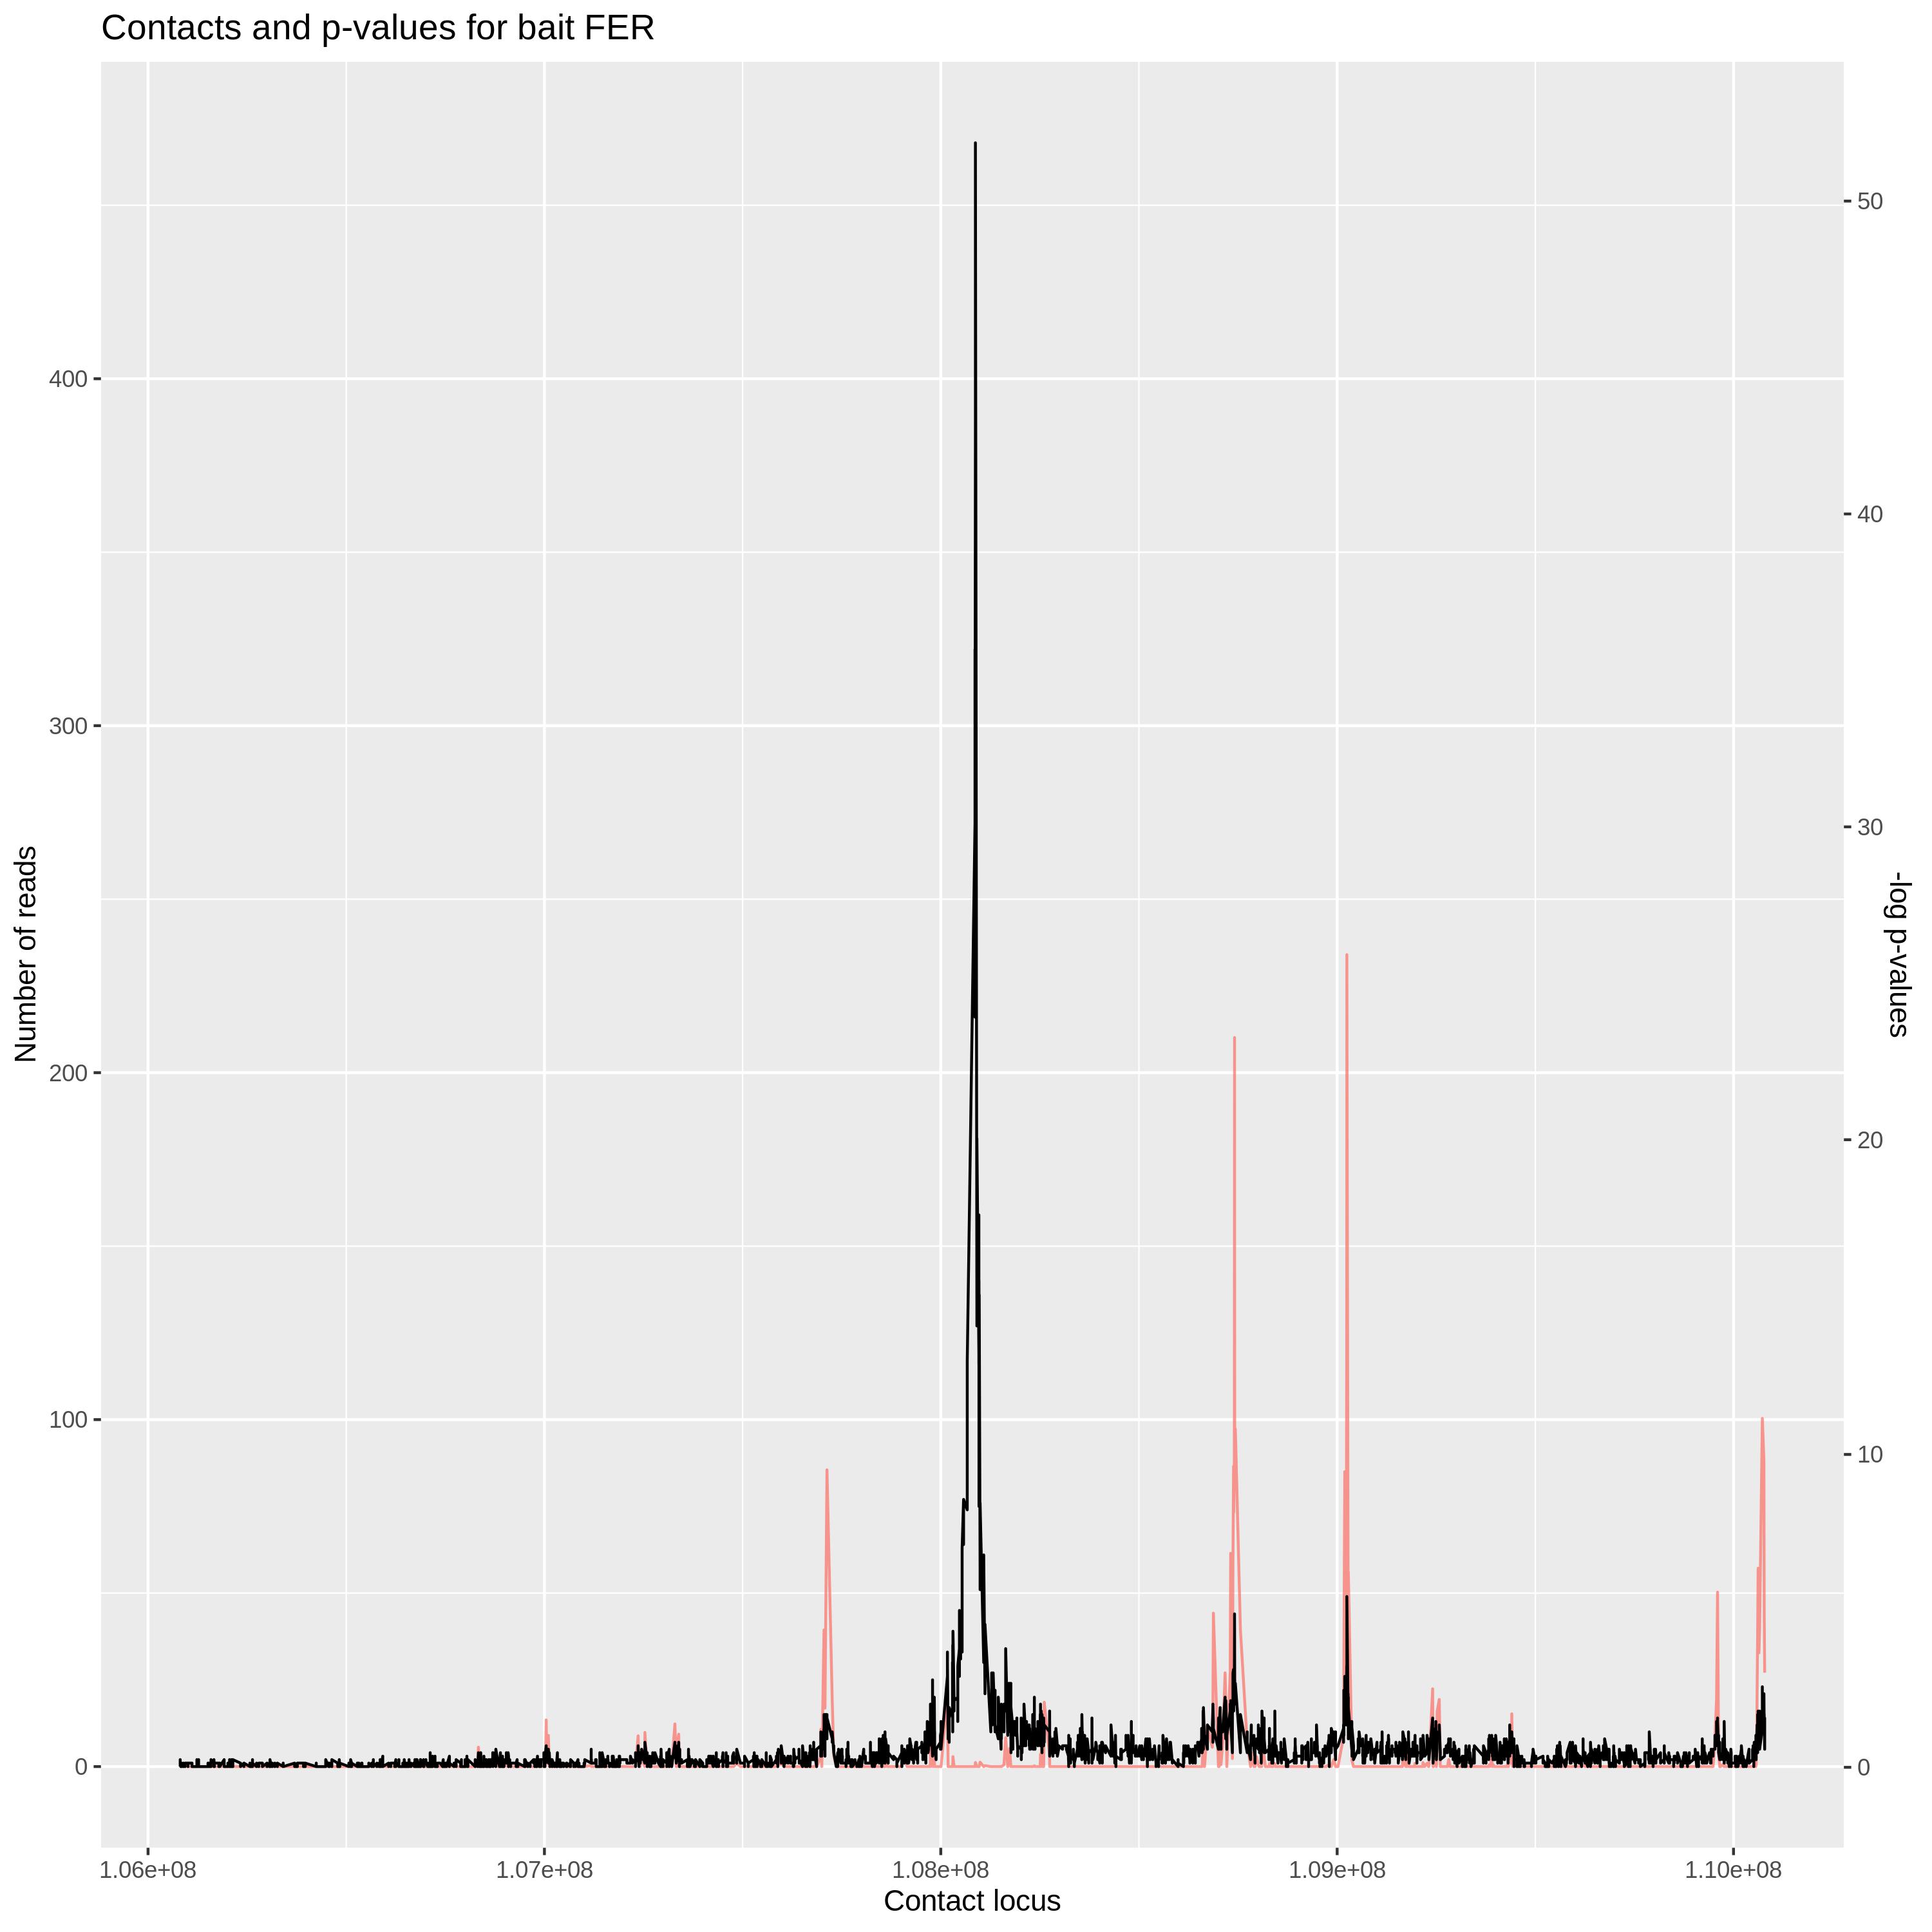 Contacts and p-values for bait FER
Number of reads
400
300
200
100
0
50
40
30
20
10
0
-log p-values
1.06e+08
1.07e+08
1.08e+08
1.09e+08
1.10e+08
Contact locus